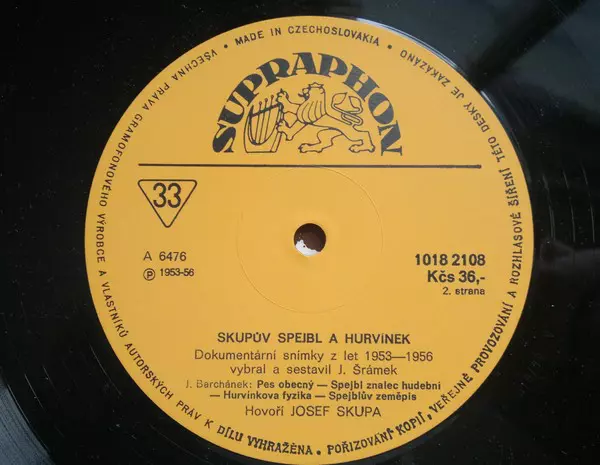 VŠECHNA PRÁVA GRAMOFONOVÉHO VÝROBCE A VLASTNÍKŮ AUTORSKÝCH PRÁV K DÍLU VYHRAŽENA. • POŘIZOVÁNÍ KOPIÍ, VEŘEJNÉ PROVOZOVÁNÍ A ROZHLASOVÉ ŠÍŘENÍ TÉTO DESKY JE ZAKÁZÁNO
• MADE IN CZECHOSLOVAKIA •
SUPRAPHON
33
A 6476
Ⓟ 1953-56
1018 2108
Kčs 36,-
2. strana
SKUPŮV SPEJBL A HURVÍNEK
Dokumentární snímky z let 1953—1956
vybral a sestavil J. Šrámek
J. Barchánek: Pes obecný — Spejbl znalec hudební
— Hurvínkova fyzika — Spejblův zeměpis
Hovoří JOSEF SKUPA